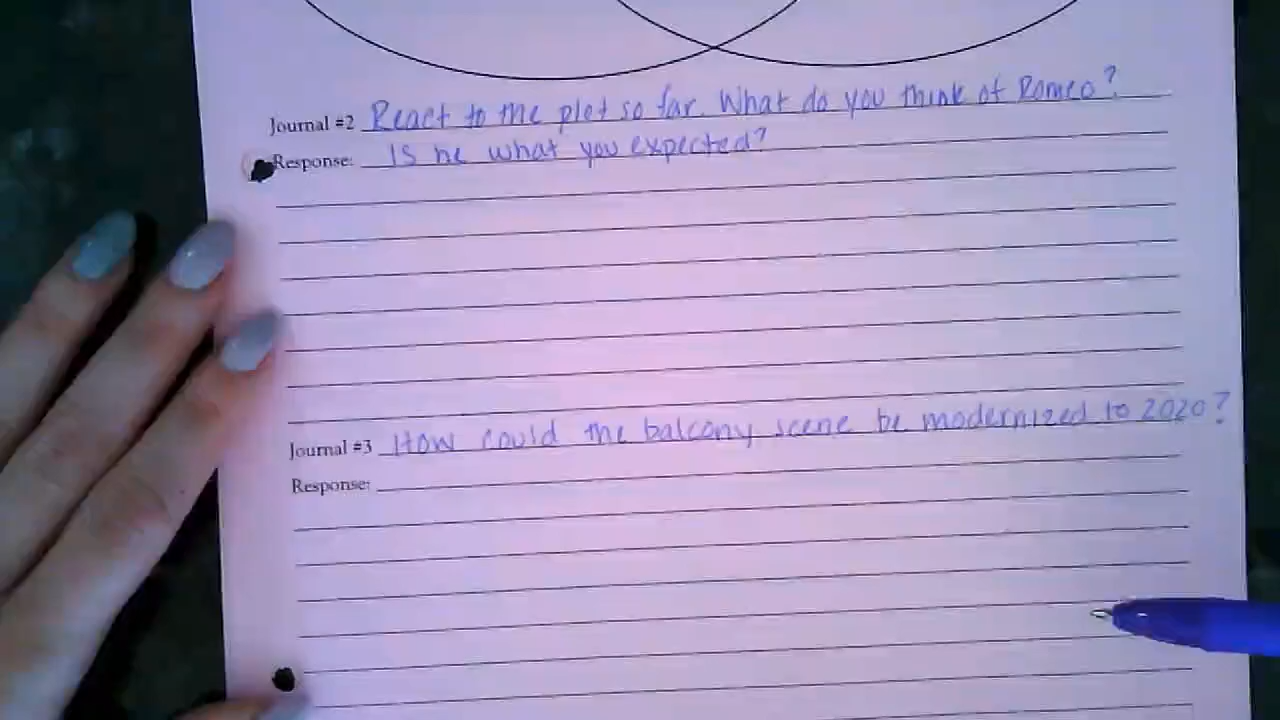 Journal #2 React to the plot so far. What do you think of Romeo?
Response: Is he what you expected?
Journal #3 How could the balcony scene be modernized to 2020?
Response: